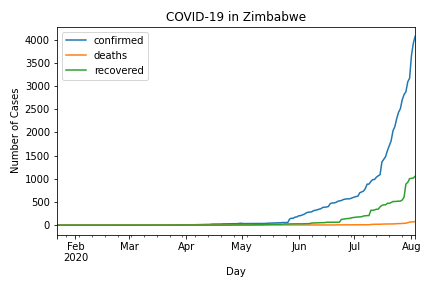 COVID-19 in Zimbabwe
confirmed
deaths
recovered
Number of Cases
4000
3500
3000
2500
2000
1500
1000
500
0
Feb Mar Apr May Jun Jul Aug
2020
Day